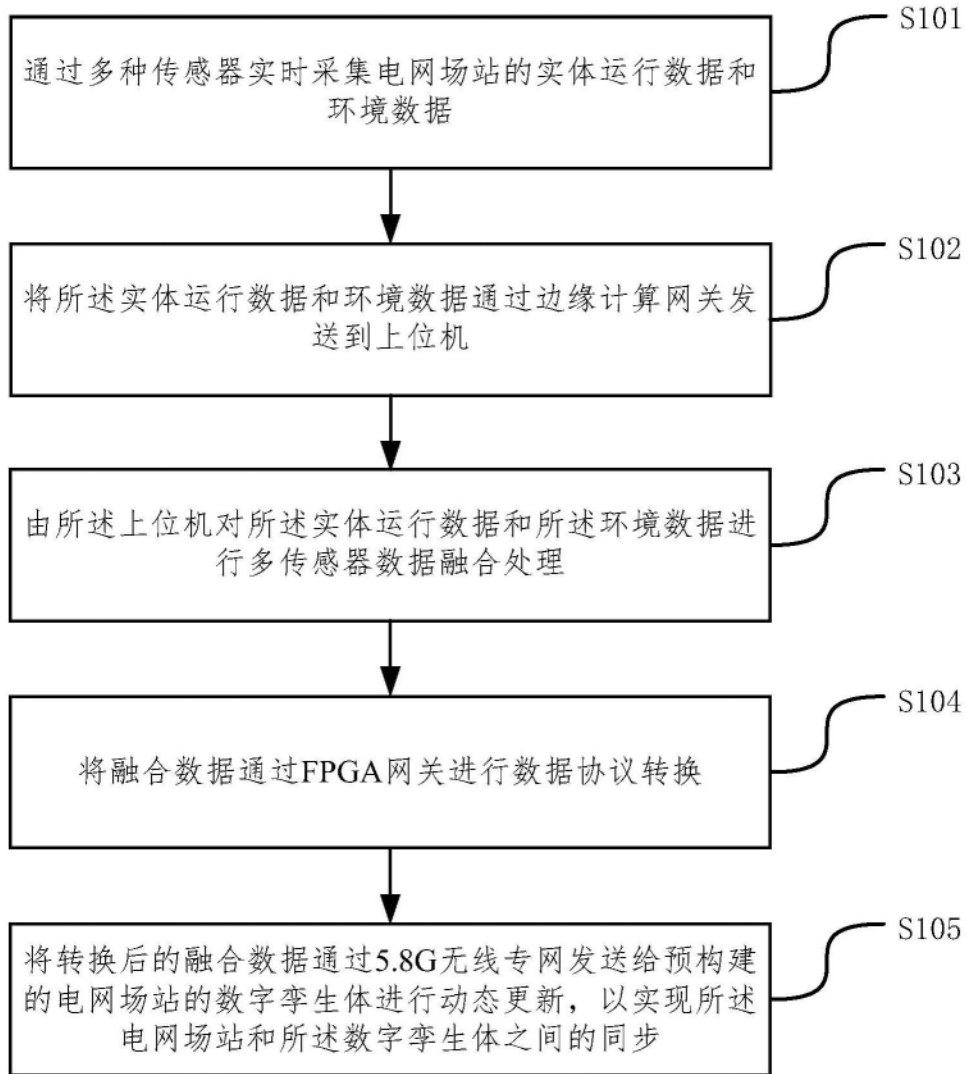 S101
通过多种传感器实时采集电网场站的实体运行数据和
环境数据
S102
将所述实体运行数据和环境数据通过边缘计算网关发
送到上位机
S103
由所述上位机对所述实体运行数据和所述环境数据进
行多传感器数据融合处理
S104
将融合数据通过FPGA网关进行数据协议转换
S105
将转换后的融合数据通过5.8G无线专网发送给预构建
的电网场站的数字孪生体进行动态更新，以实现所述
电网场站和所述数字孪生体之间的同步